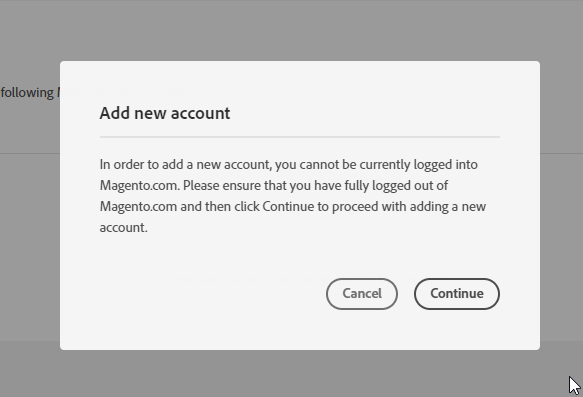 following
Add new account
In order to add a new account, you cannot be currently logged into
Magento.com. Please ensure that you have fully logged out of
Magento.com and then click Continue to proceed with adding a new
account.
Cancel
Continue